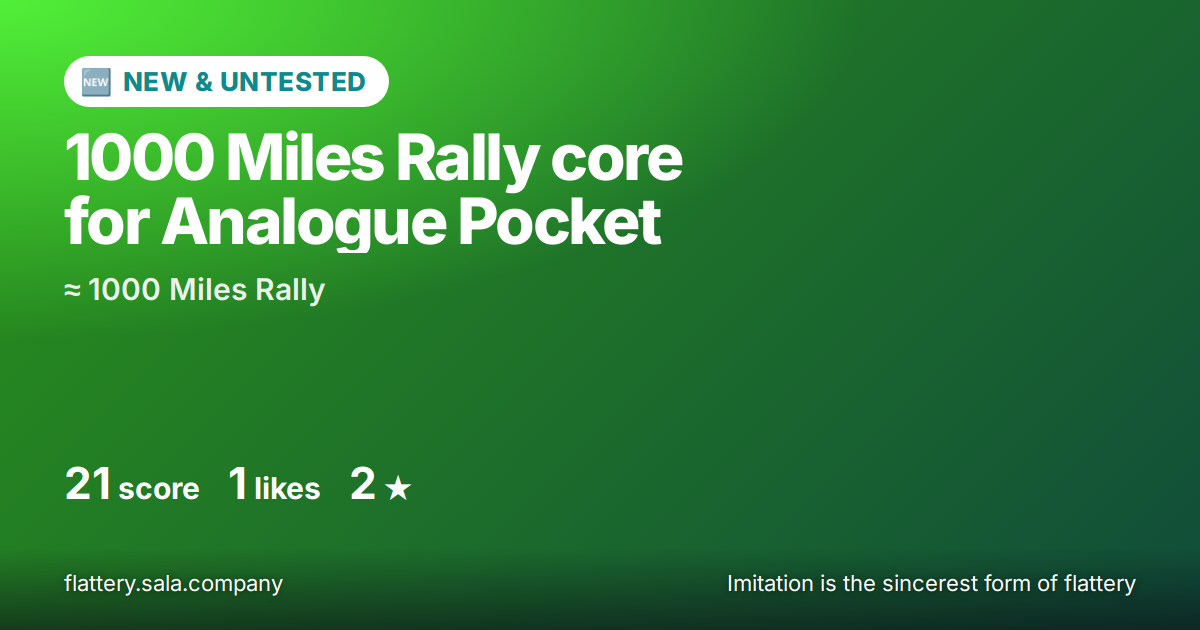 🆕 NEW & UNTESTED
1000 Miles Rally core
for Analogue Pocket
≈ 1000 Miles Rally
21 score 1 likes 2 ★
flattery.sala.company
Imitation is the sincerest form of flattery